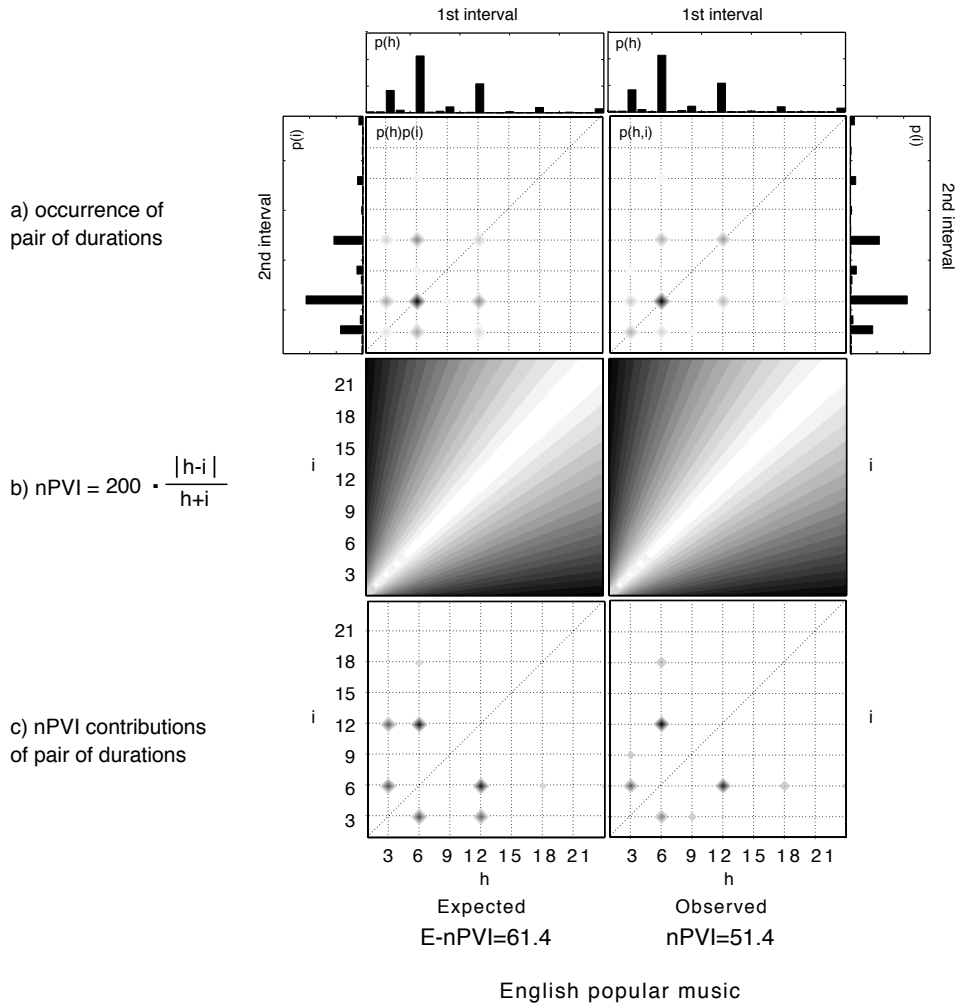 1st interval
1st interval
p(h)
p(h)
p(i)
2nd interval
p(h)p(i)
p(h,i)
p(i)
2nd interval
a) occurrence of
pair of durations
21
18
15
12
9
6
3
i
i
b) nPVI = 200 · |h-i|
h+i
21
18
15
12
9
6
3
i
i
c) nPVI contributions
of pair of durations
3 6 9 12 15 18 21
3 6 9 12 15 18 21
h
h
Expected
Observed
E-nPVI=61.4
nPVI=51.4
English popular music